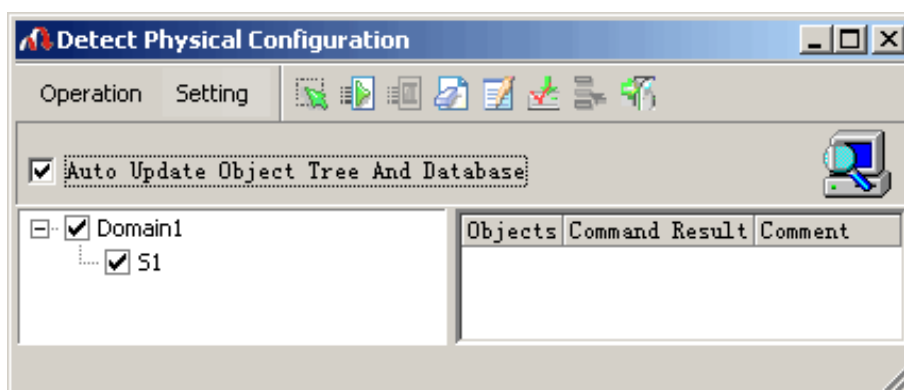 Detect Physical Configuration
Operation Setting
Auto Update Object Tree And Database
Domain1
S1
Objects Command Result Comment